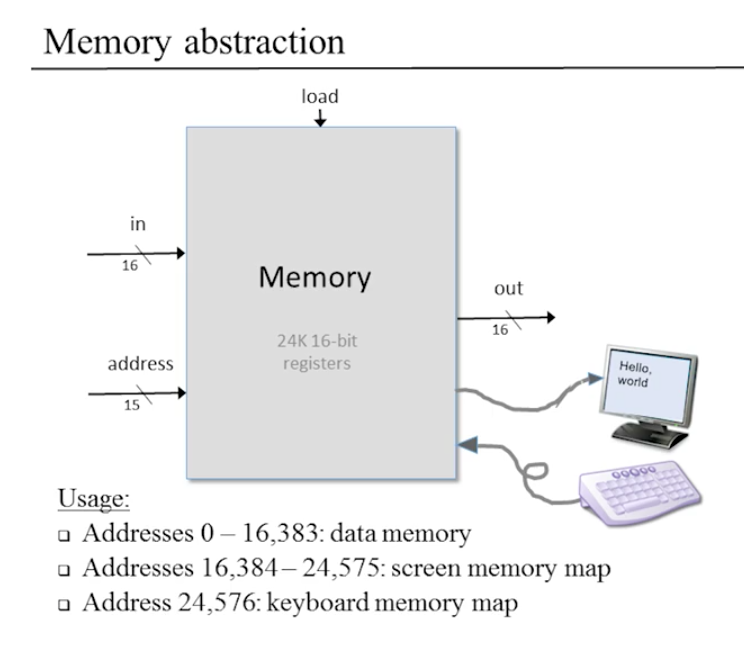 Memory abstraction
load
in
16
Memory
out
16
24K 16-bit
registers
address
15
Hello,
world
Usage:
❑ Addresses 0 – 16,383: data memory
❑ Addresses 16,384– 24,575: screen memory map
❑ Address 24,576: keyboard memory map